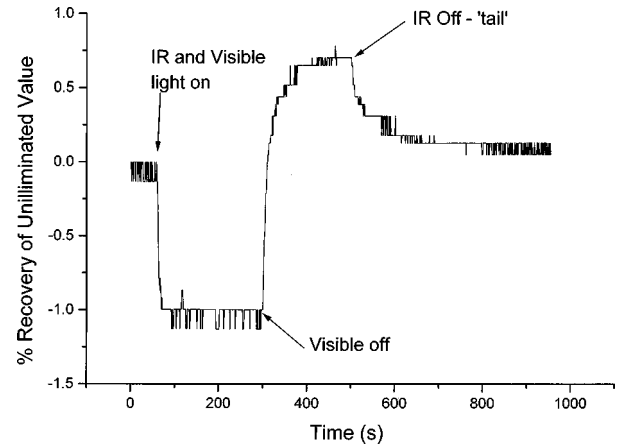 IR Off - 'tail'
IR and Visible
light on
Visible off
% Recovery of Unilliminated Value
1.0
0.5
0.0
-0.5
-1.0
-1.5
0
200
400
600
800
1000
Time (s)